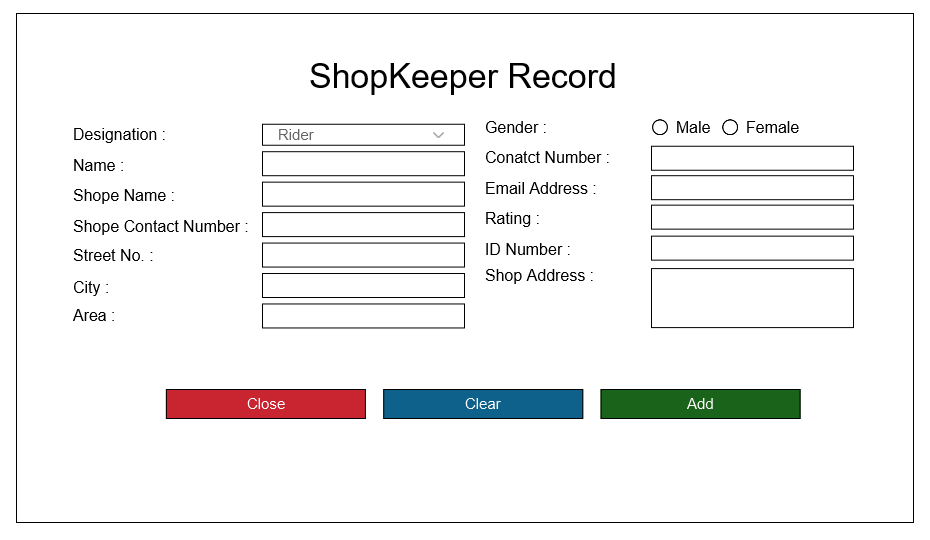 ShopKeeper Record
Designation :
Rider
Name :
Shope Name :
Shope Contact Number :
Street No. :
City :
Area :
Gender :
Male
Female
Conatct Number :
Email Address :
Rating :
ID Number :
Shop Address :
Close
Clear
Add